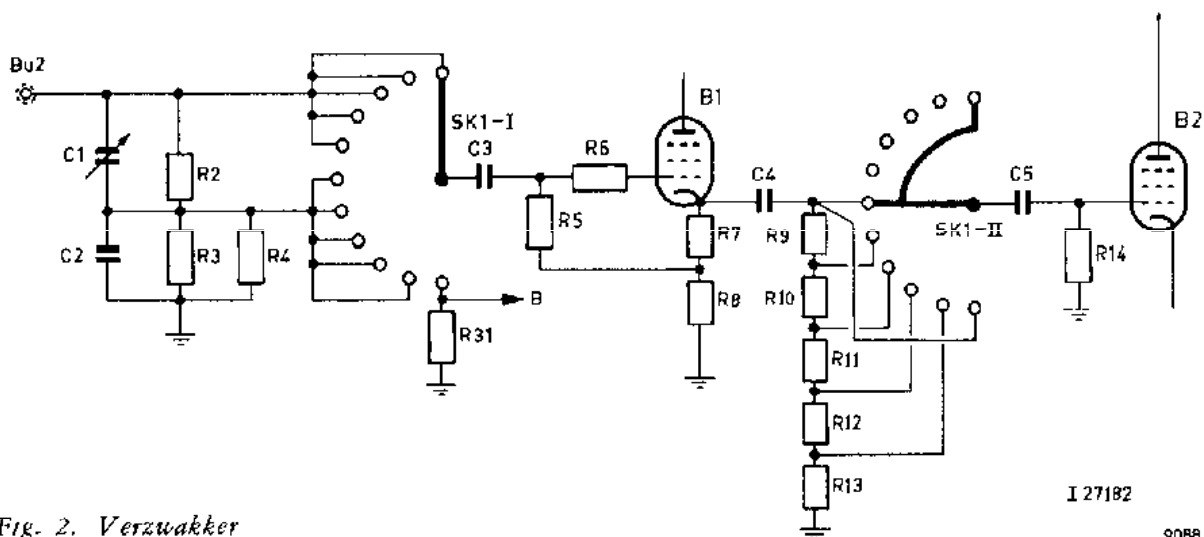 Bu2
C1
C2
R2
R3
R4
SK1-I
C3
R31
B
R5
R6
B1
R7
R8
C4
R9
R10
R11
R12
R13
SK1-II
C5
R14
B2
I 27182
Fig. 2. Verzwakker
9088